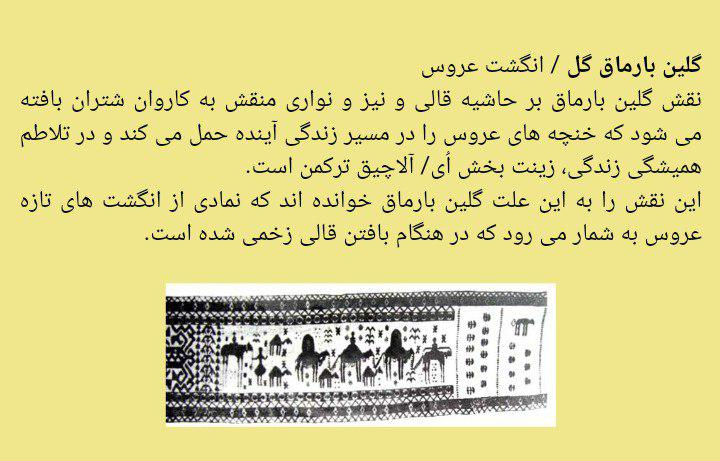 گلین بارماق گل / انگشت عروس
نقش گلین بارماق بر حاشیه قالی و نیز و نواری منقش به کاروان شتران بافته
می شود که خنچه های عروس را در مسیر زندگی آینده حمل می کند و در تلاطم
همیشگی زندگی، زینت بخش اُی/ آلاچیق ترکمن است.
این نقش را به این علت گلین بارماق خوانده اند که نمادی از انگشت های تازه
عروس به شمار می رود که در هنگام بافتن قالی زخمی شده است.